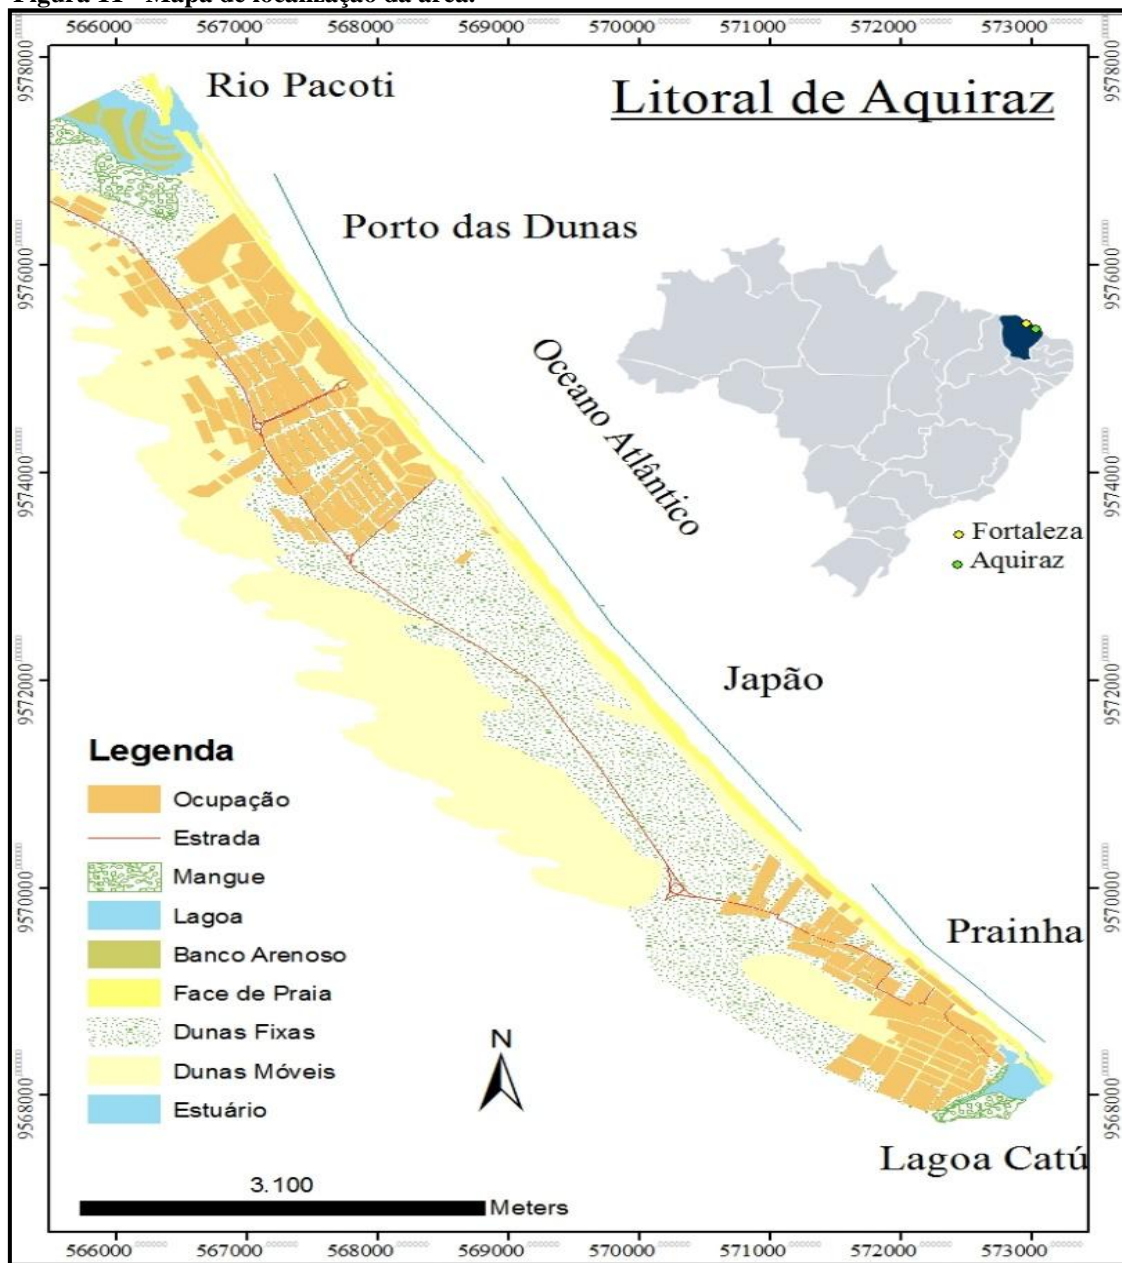 Figura 11 - Mapa de localização da área.
566000 567000 568000 569000 570000 571000 572000 573000
9578000 9578000
Rio Pacoti
Litoral de Aquiraz
Porto das Dunas
9576000 9576000
Oceano Atlântico
9574000 9574000
Fortaleza
Aquiraz
9572000 9572000
Japão
Legenda
Ocupação
Estrada
Mangue
Lagoa
Banco Arenoso
Face de Praia
Dunas Fixas
Dunas Móveis
Estuário
9570000 9570000
Prainha
N
9568000 9568000
Lagoa Catú
3.100
Meters
566000 567000 568000 569000 570000 571000 572000 573000